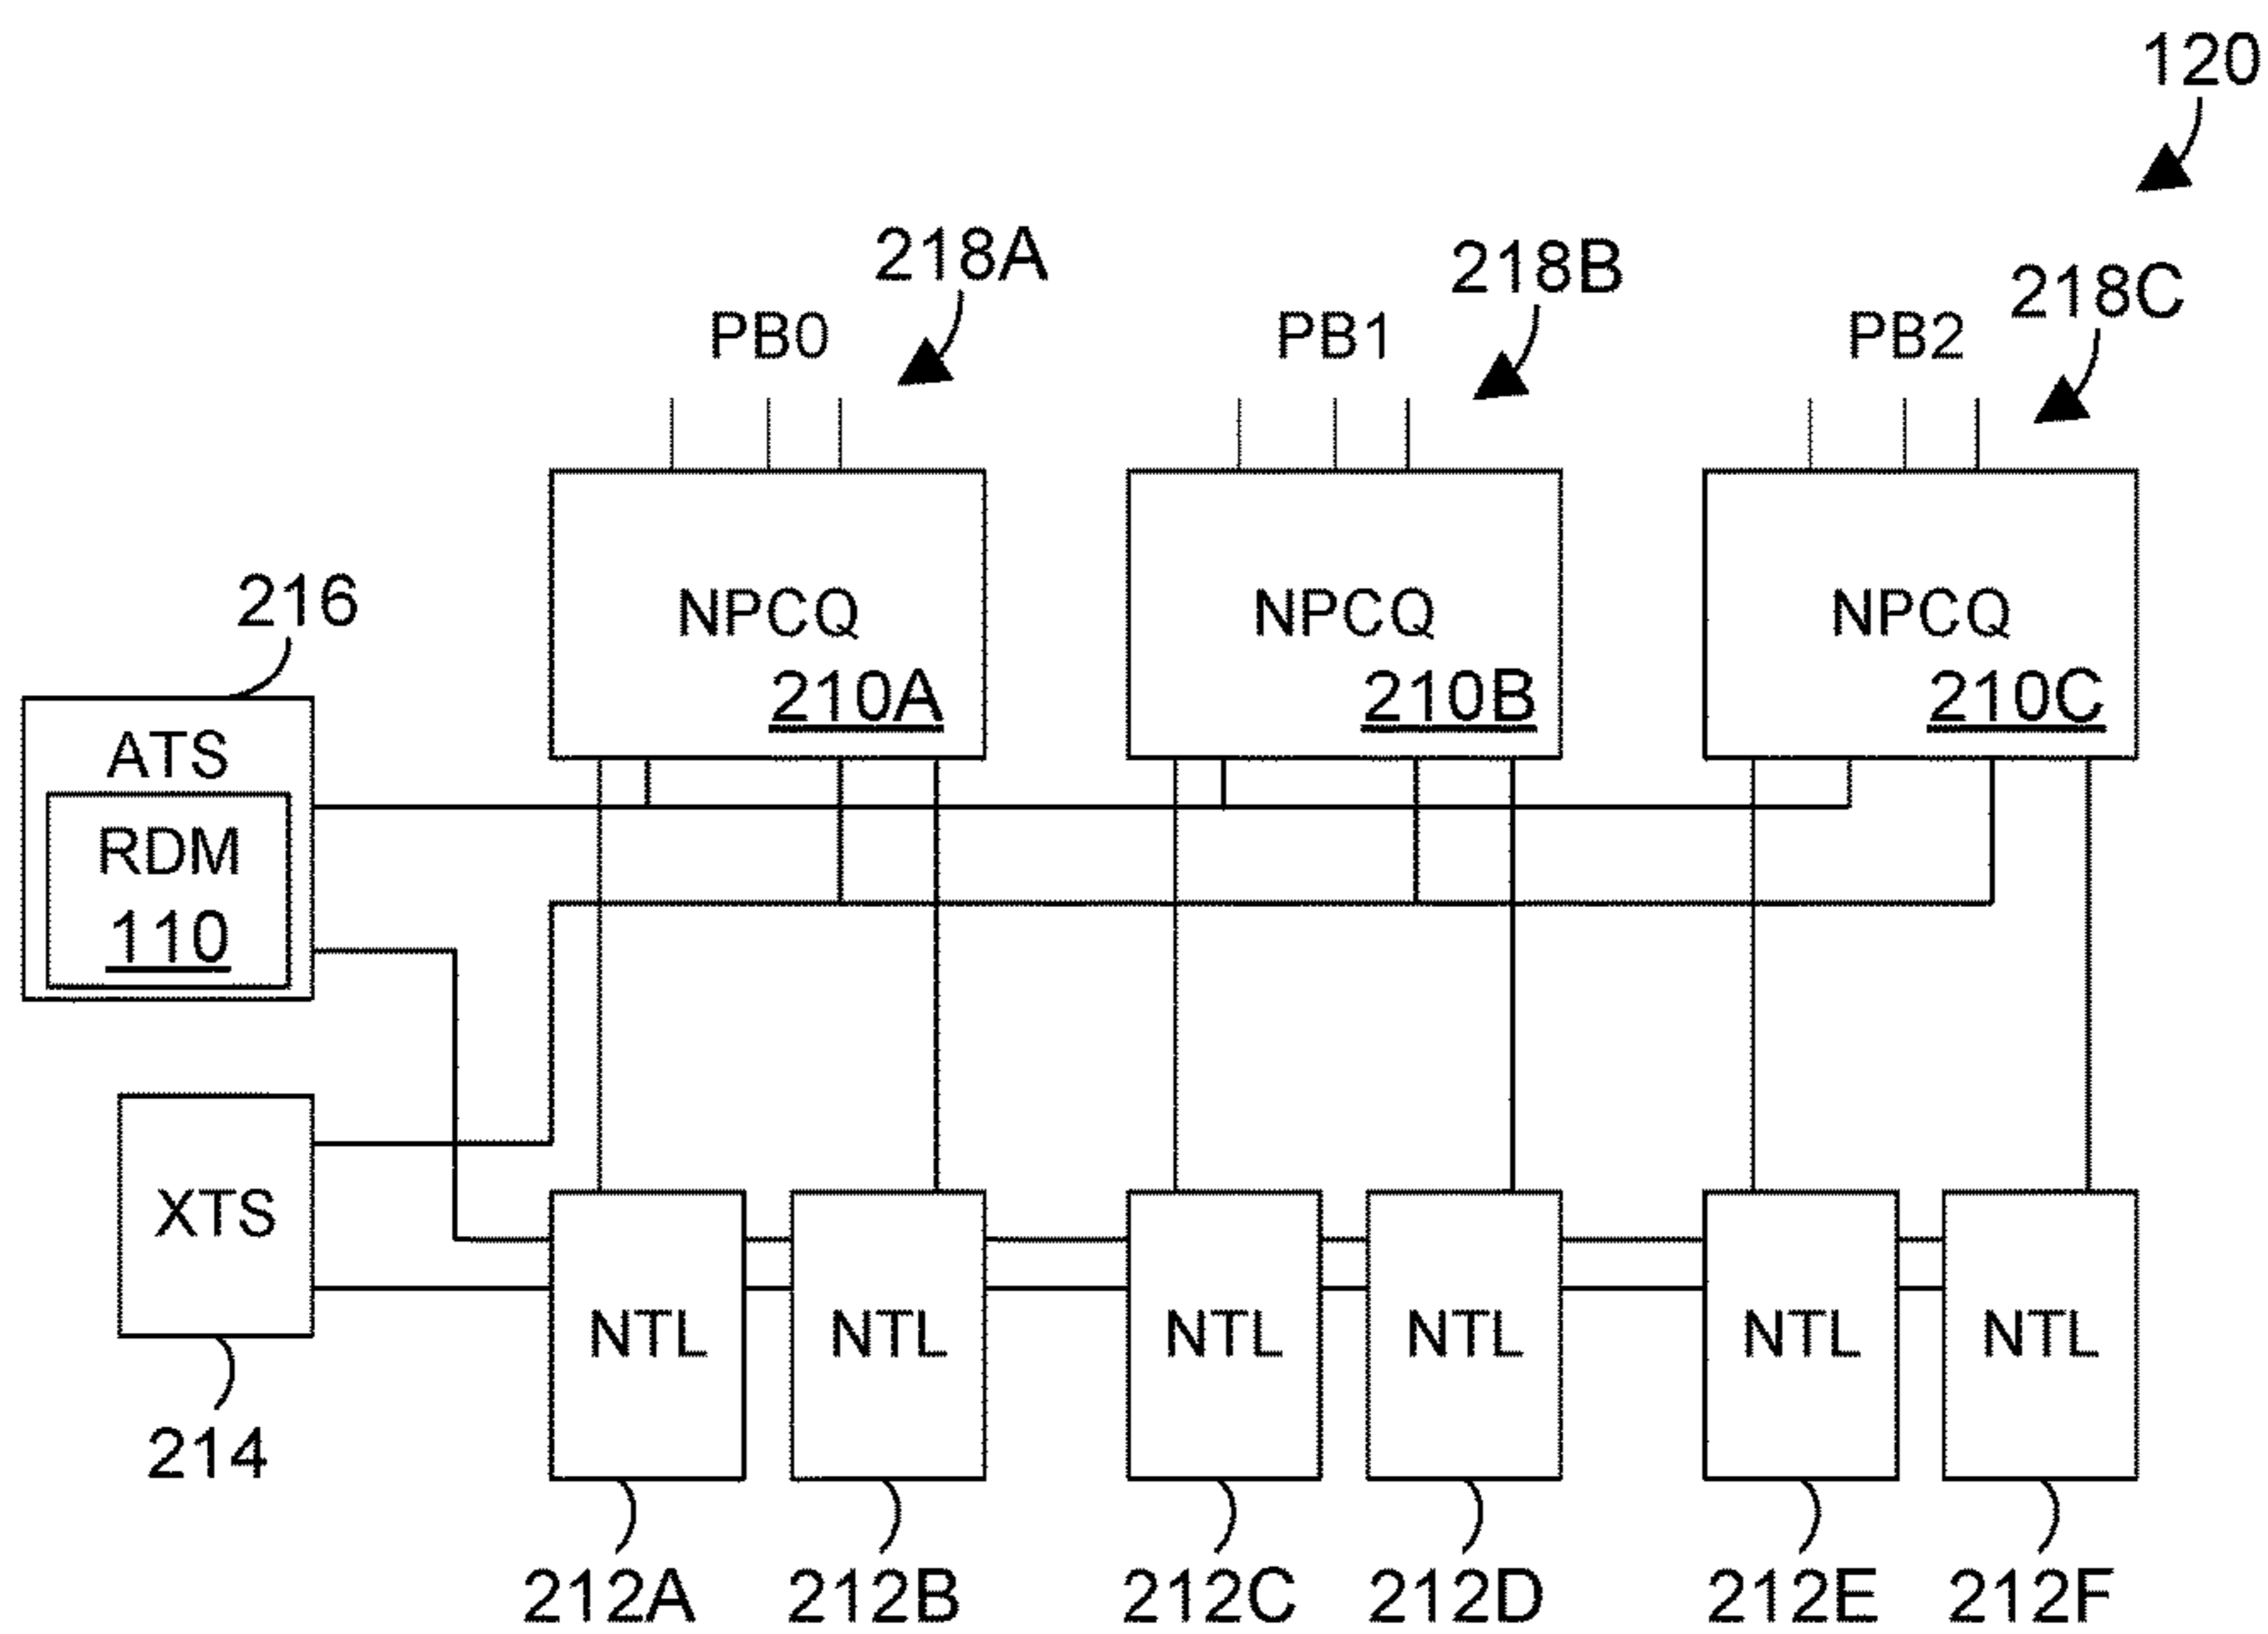 120
218A
218B
218C
PB0
PB1
PB2
NPCQ
210A
NPCQ
210B
NPCQ
210C
216
ATS
RDM
110
XTS
214
NTL
NTL
NTL
NTL
NTL
NTL
212A
212B
212C
212D
212E
212F